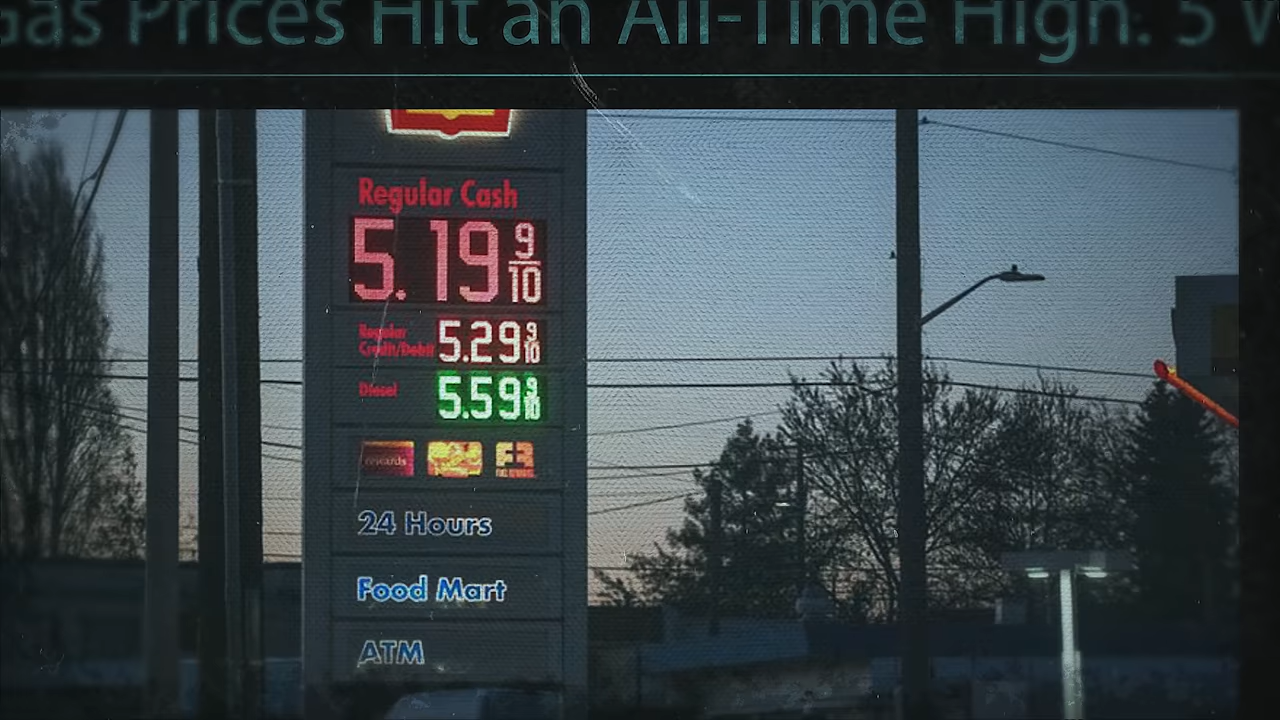 Gas Prices Hit an All-Time High: 5
Regular Cash
5.19 9/10
Regular
Credit/Debit 5.29 9/10
Diesel 5.59 9/10
rewards
24 Hours
Food Mart
ATM